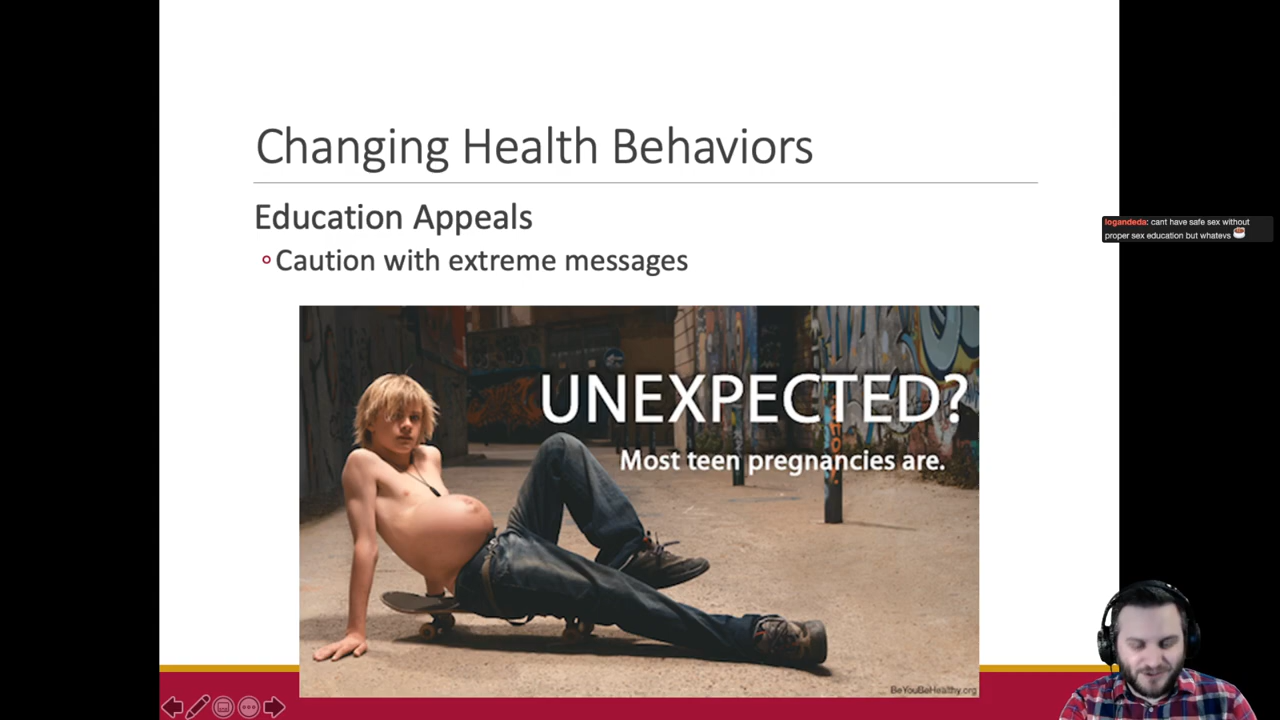 Changing Health Behaviors
Education Appeals
Caution with extreme messages
logandeda: cant have safe sex without
proper sex education but whatevs
UNEXPECTED?
Most teen pregnancies are.
BeYouBeHealthy.org